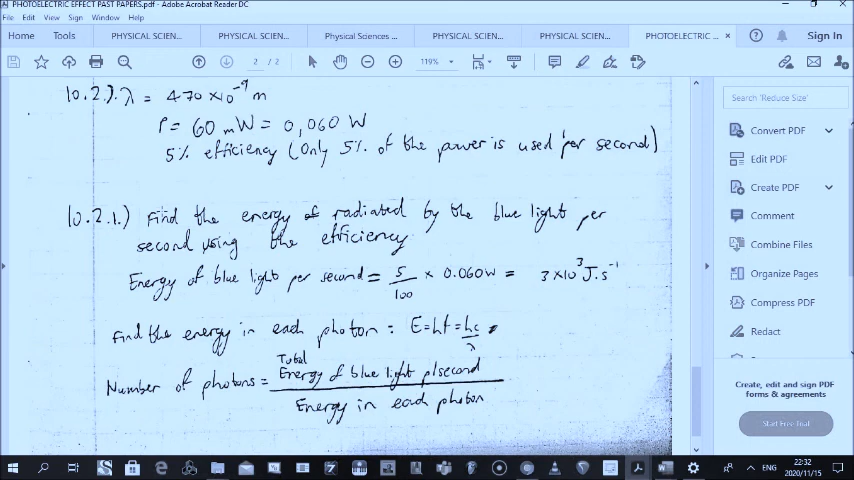 PHOTOELECTRIC EFFECT PAST PAPERS.pdf - Adobe Acrobat Reader DC
File Edit View Sign Window Help
Home Tools PHYSICAL SCIEN... PHYSICAL SCIEN... Physical Sciences ... PHYSICAL SCIEN... PHYSICAL SCIEN... PHOTOELECTRIC ... × Sign In
2 / 2 119%
10.2.) λ = 470 ×10⁻⁹ m
P= 60 mW = 0,060 W
5% efficiency (Only 5% of the power is used per second)
10.2.1.) Find the energy of radiated by the blue light per
second using the efficiency
Energy of blue light per second = 5/100 × 0.060W = 3 ×10³ J.s⁻¹
Find the energy in each photon = E=hf = hc/λ
Number of photons = Total Energy of blue light p/second
Energy in each photon
Search 'Reduce Size'
Convert PDF
Edit PDF
Create PDF
Comment
Combine Files
Organize Pages
Compress PDF
Redact
Create, edit and sign PDF
forms & agreements
Start Free Trial
ENG
22:32
2020/11/15